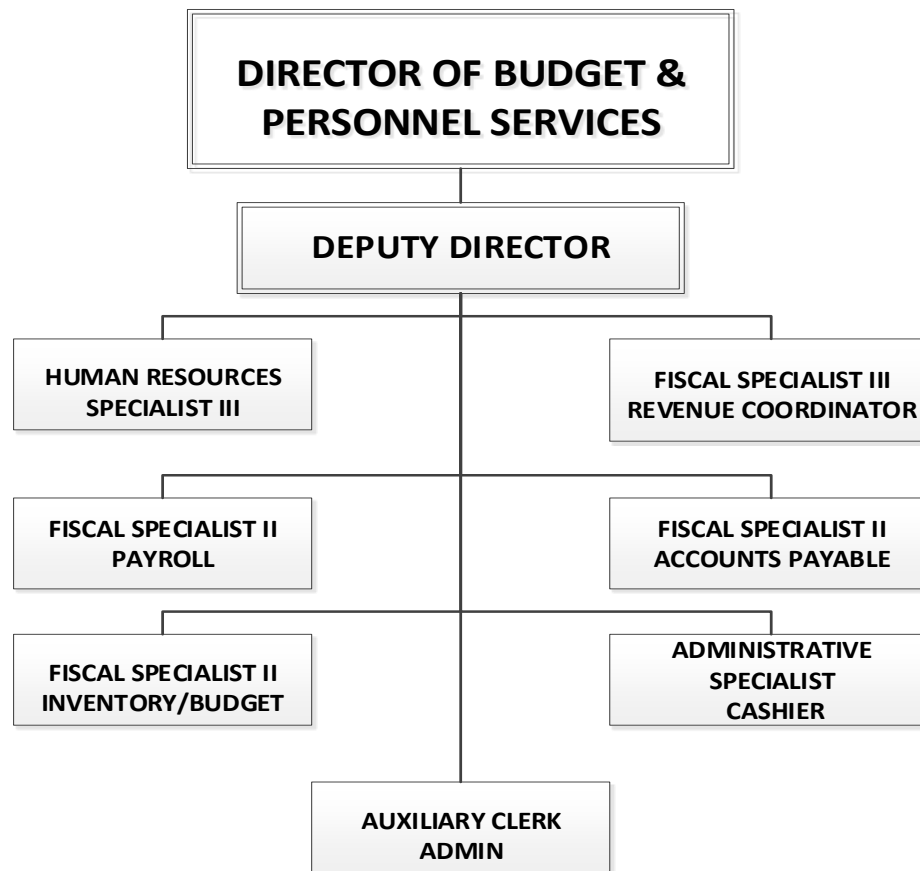 DIRECTOR OF BUDGET &
PERSONNEL SERVICES
DEPUTY DIRECTOR
HUMAN RESOURCES
SPECIALIST III
FISCAL SPECIALIST III
REVENUE COORDINATOR
FISCAL SPECIALIST II
PAYROLL
FISCAL SPECIALIST II
ACCOUNTS PAYABLE
FISCAL SPECIALIST II
INVENTORY/BUDGET
ADMINISTRATIVE
SPECIALIST
CASHIER
AUXILIARY CLERK
ADMIN